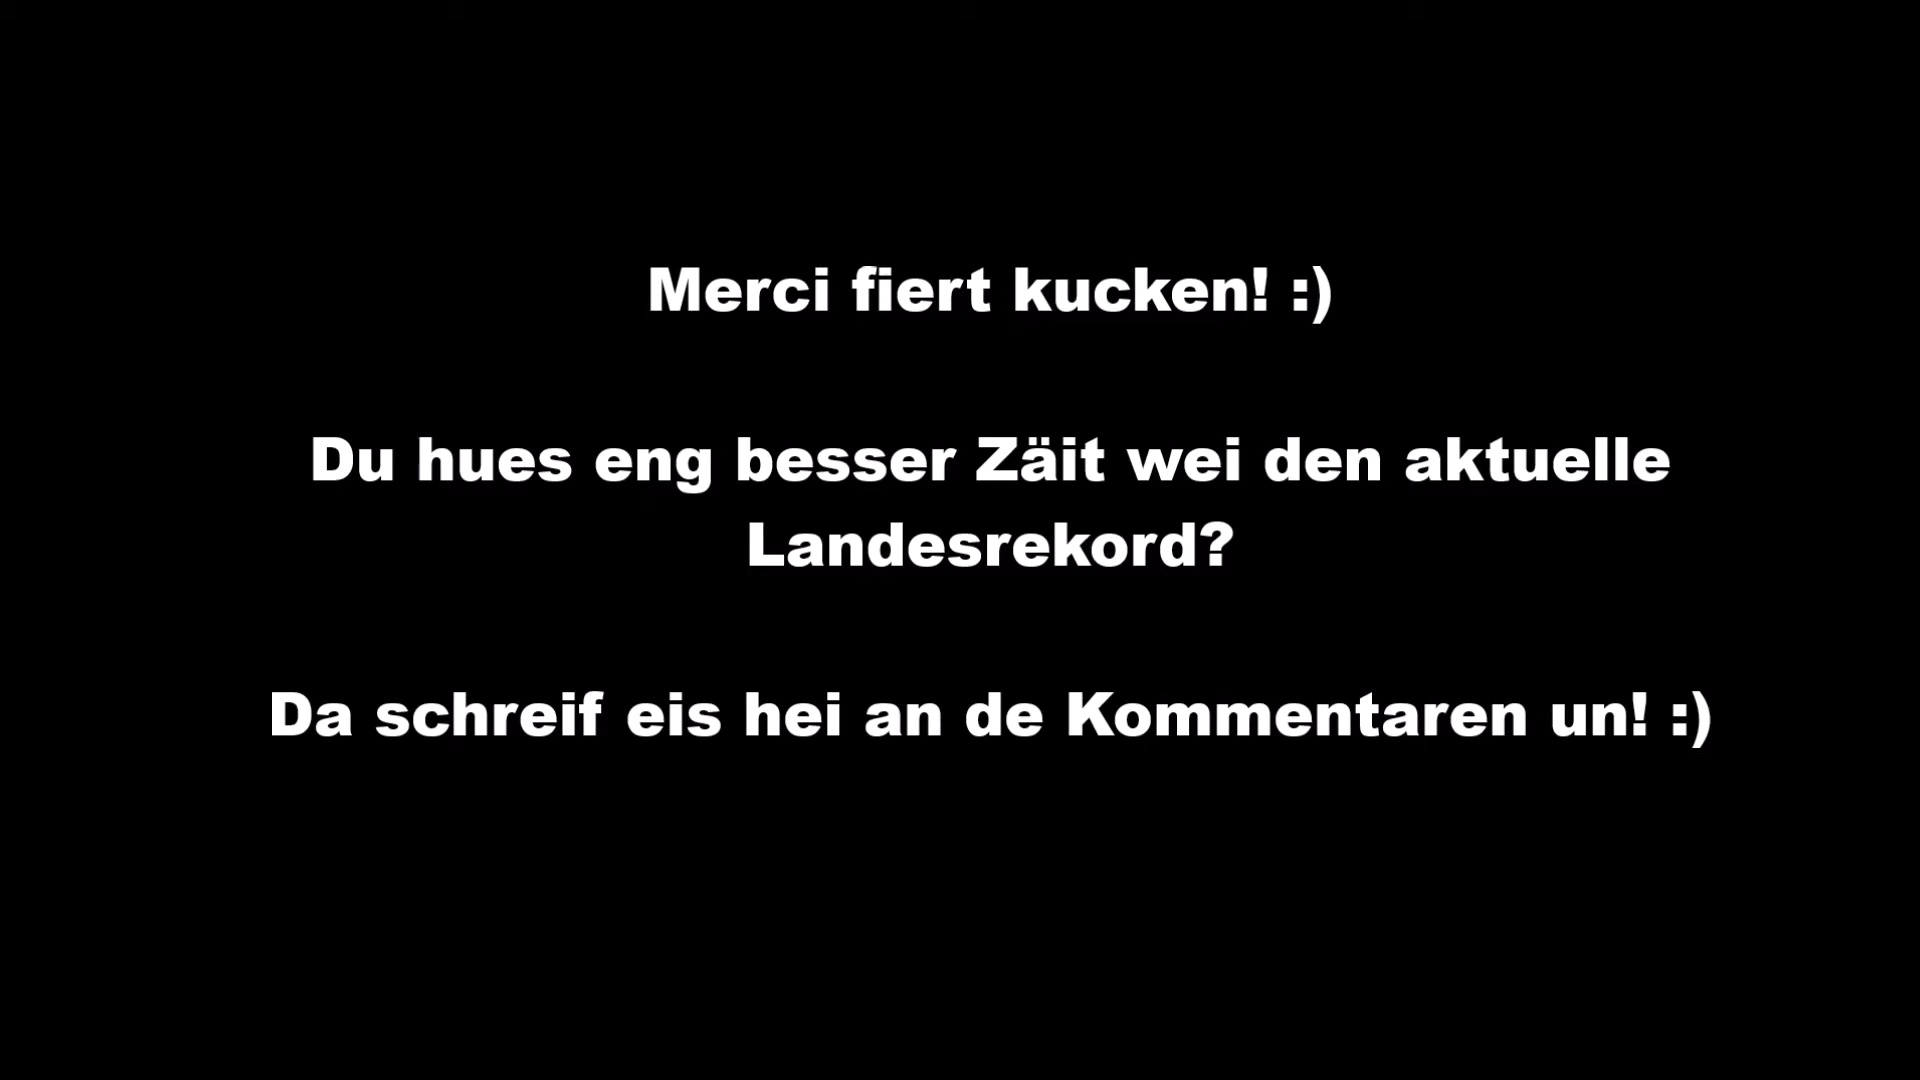 Merci fiert kucken! :)
Du hues eng besser Zäit wei den aktuelle
Landesrekord?
Da schreif eis hei an de Kommentaren un! :)